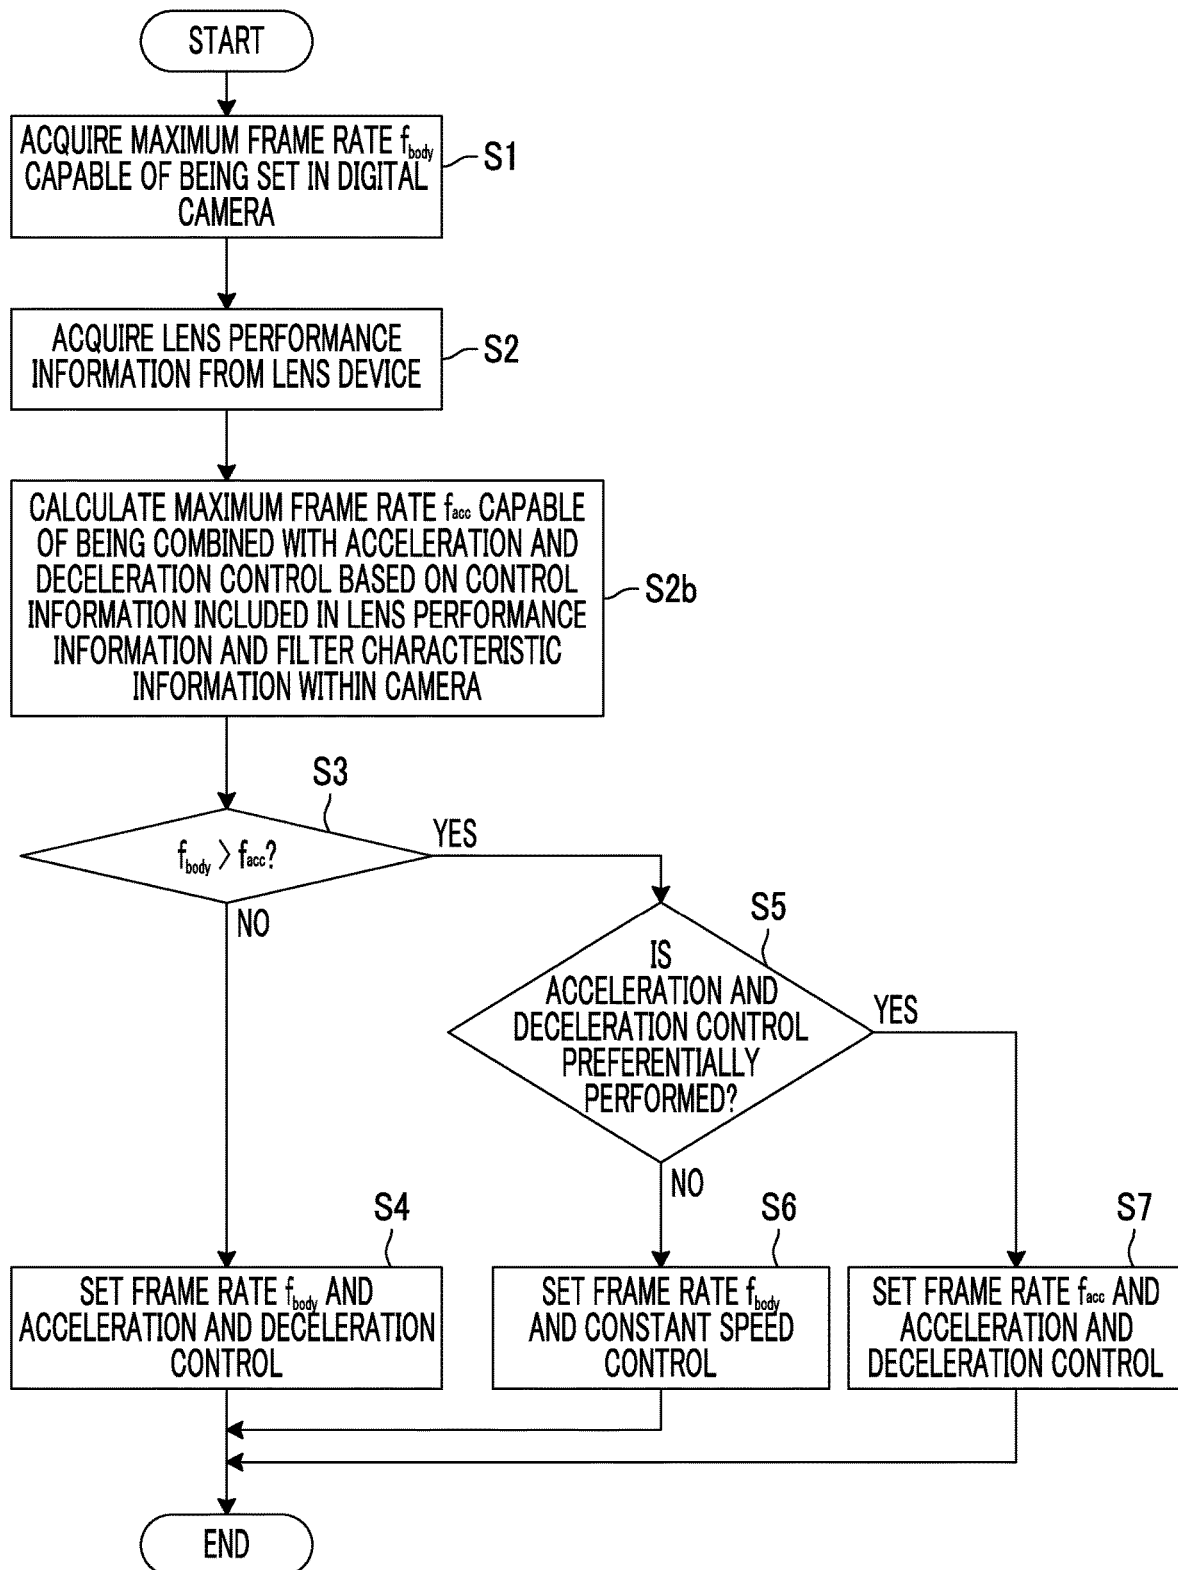 START
ACQUIRE MAXIMUM FRAME RATE fbody
CAPABLE OF BEING SET IN DIGITAL
CAMERA
S1
ACQUIRE LENS PERFORMANCE
INFORMATION FROM LENS DEVICE
S2
CALCULATE MAXIMUM FRAME RATE facc CAPABLE
OF BEING COMBINED WITH ACCELERATION AND
DECELERATION CONTROL BASED ON CONTROL
INFORMATION INCLUDED IN LENS PERFORMANCE
INFORMATION AND FILTER CHARACTERISTIC
INFORMATION WITHIN CAMERA
S2b
S3
fbody > facc?
YES
NO
S5
IS
ACCELERATION AND
DECELERATION CONTROL
PREFERENTIALLY
PERFORMED?
YES
NO
S4
SET FRAME RATE fbody AND
ACCELERATION AND DECELERATION
CONTROL
S6
SET FRAME RATE fbody
AND CONSTANT SPEED
CONTROL
S7
SET FRAME RATE facc AND
ACCELERATION AND
DECELERATION CONTROL
END